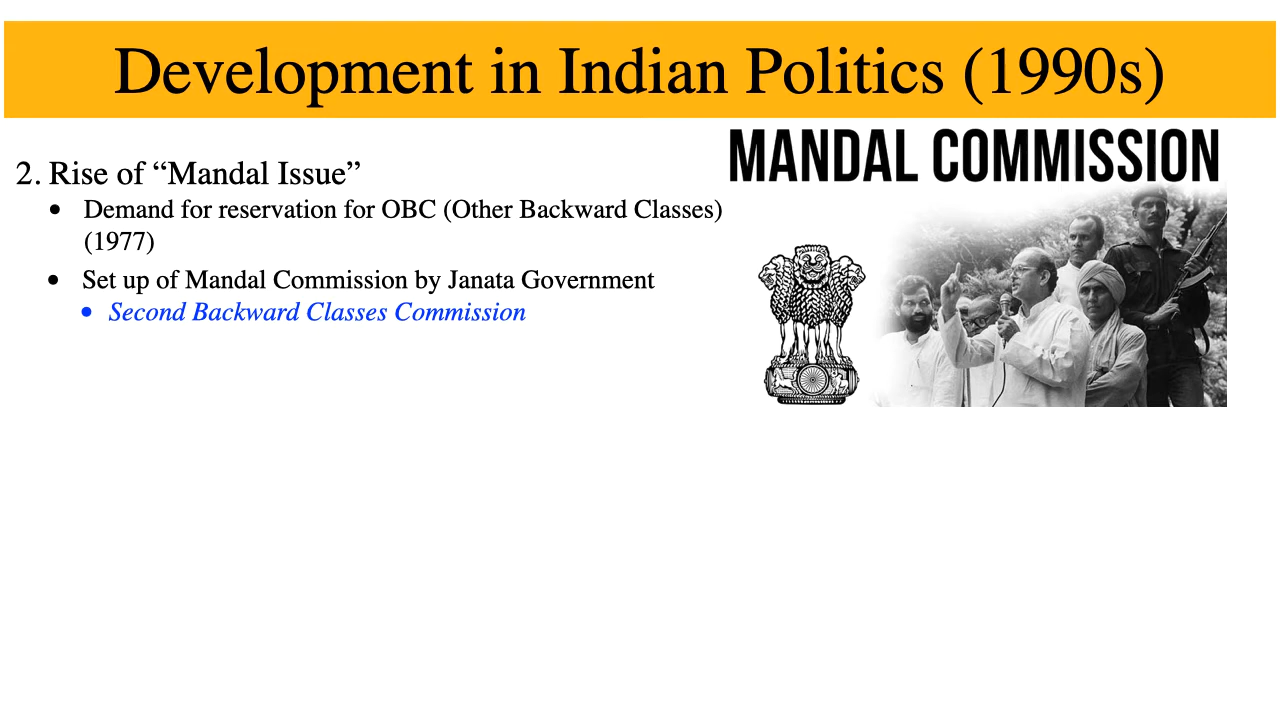 Development in Indian Politics (1990s)
MANDAL COMMISSION
2. Rise of “Mandal Issue”
• Demand for reservation for OBC (Other Backward Classes)
(1977)
• Set up of Mandal Commission by Janata Government
• Second Backward Classes Commission